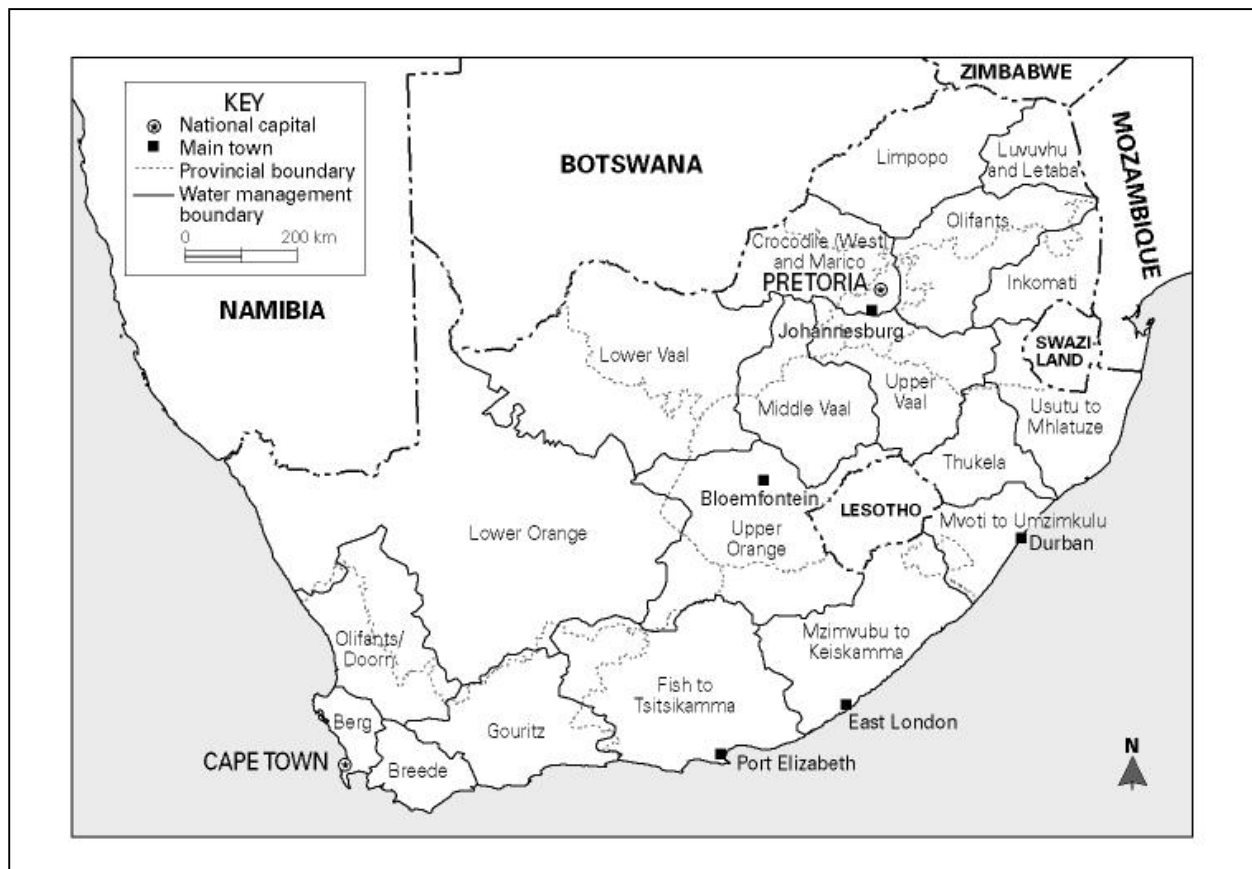 KEY
National capital
Main town
Provincial boundary
Water management
boundary
0 200 km
ZIMBABWE
MOZAMBIQUE
BOTSWANA
NAMIBIA
Limpopo
Luvuvhu
and Letaba
Olifants
Crocodile (West)
and Marico
PRETORIA
Inkomati
Johannesburg
SWAZI-
LAND
Lower Vaal
Upper
Vaal
Middle Vaal
Usutu to
Mhlatuze
Thukela
Bloemfontein
LESOTHO
Upper
Orange
Mvoti to Umzimkulu
Durban
Lower Orange
Mzimvubu to
Keiskamma
Olifants/
Doorn
Fish to
Tsitsikamma
East London
Gouritz
Berg
CAPE TOWN
Breede
Port Elizabeth
N